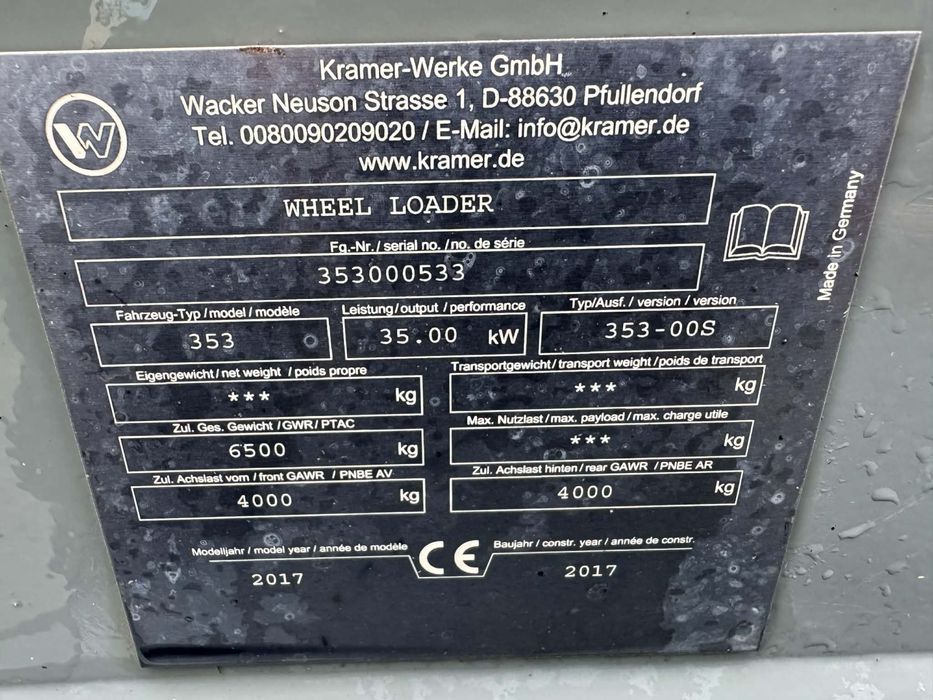 Kramer-Werke GmbH
Wacker Neuson Strasse 1, D-88630 Pfullendorf
Tel. 0080090209020 / E-Mail: info@kramer.de
www.kramer.de
W
WHEEL LOADER
Made in Germany
Fg.-Nr. / serial no. / no. de série
353000533
Fahrzeug-Typ / model / modèle
353
Leistung / output / performance
35.00 kW
Typ/Ausf. / version / version
353-00S
Eigengewicht / net weight / poids propre
*** kg
Transportgewicht / transport weight / poids de transport
*** kg
Zul. Ges. Gewicht / GWR / PTAC
6500 kg
Max. Nutzlast / max. payload / max. charge utile
*** kg
Zul. Achslast vorn / front GAWR / PNBE AV
4000 kg
Zul. Achslast hinten / rear GAWR / PNBE AR
4000 kg
Modelljahr / model year / année de modèle
2017
CE
Baujahr / constr. year / année de constr.
2017